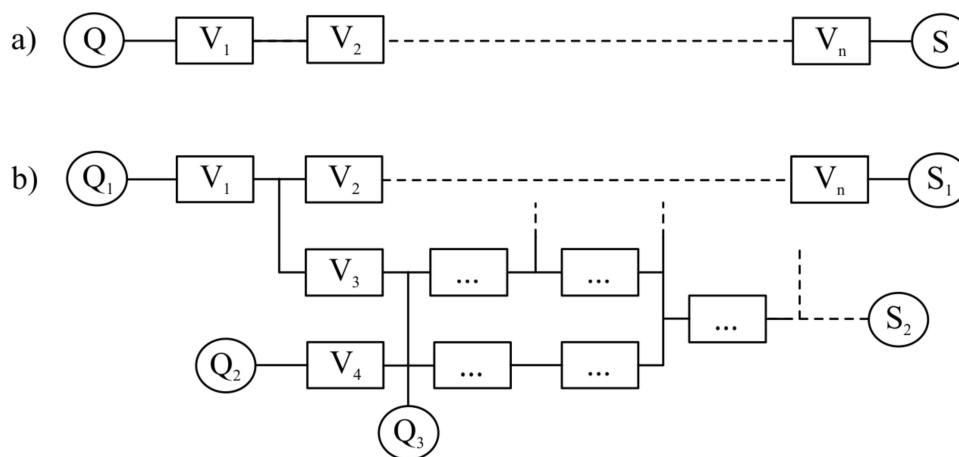 a) Q V₁ V₂ Vₙ S
b) Q₁ V₁ V₂ Vₙ S₁
V₃ ... ...
... S₂
Q₂ V₄ ... ...
Q₃